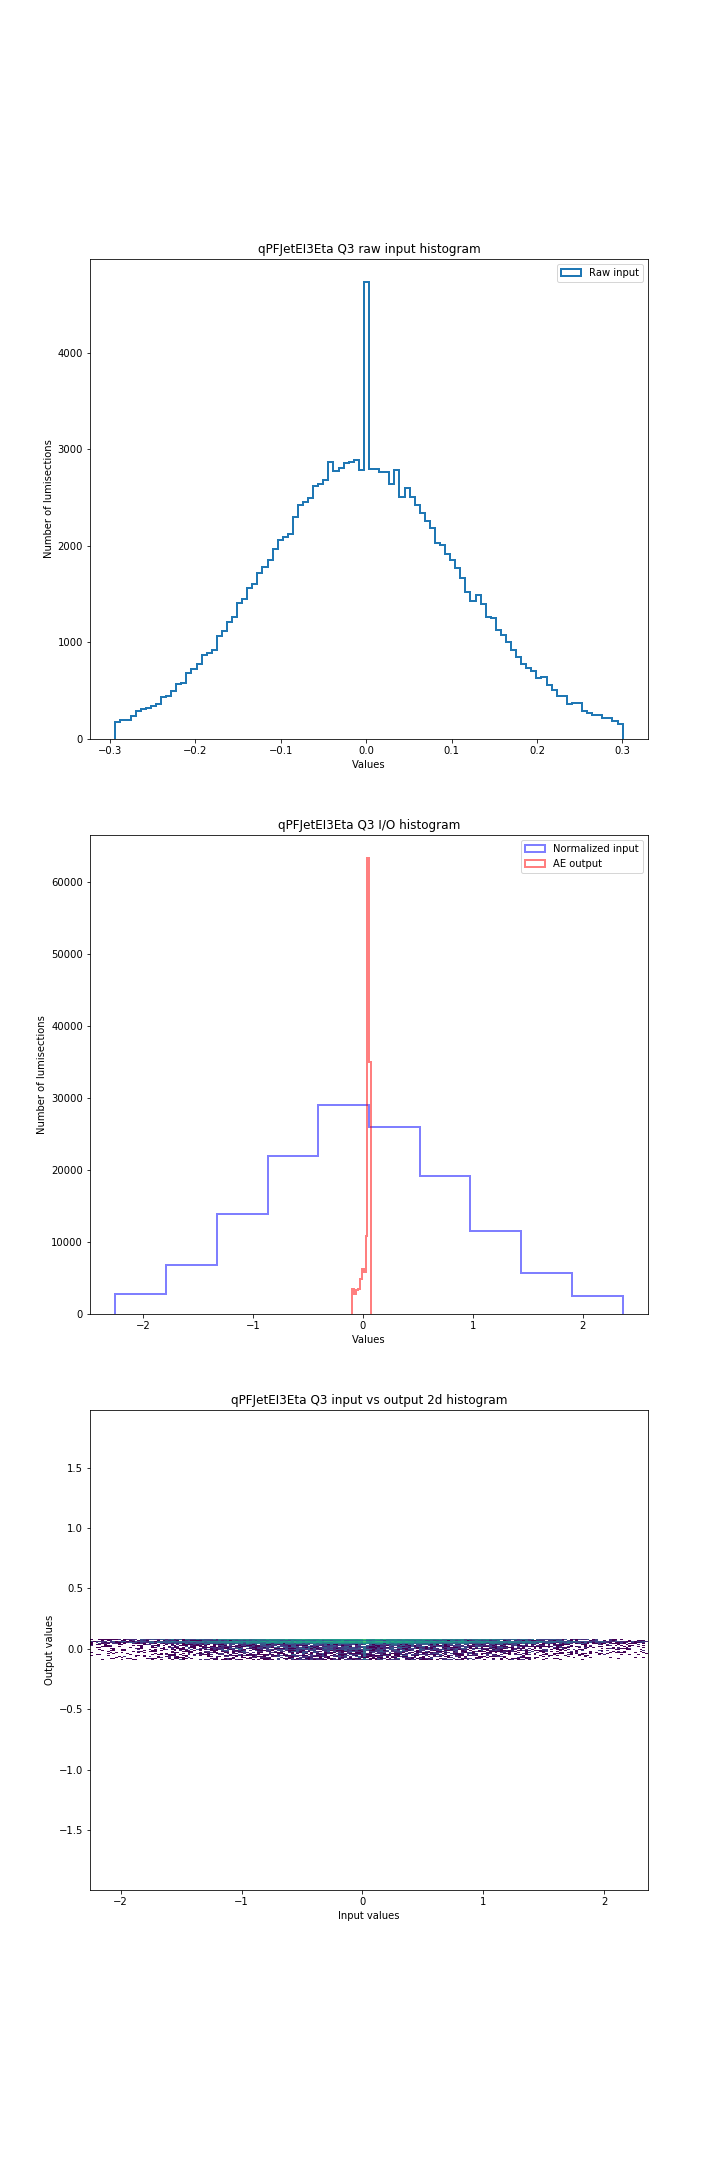 qPFJetEI3Eta Q3 raw input histogram
Raw input
Number of lumisections
4000
3000
2000
1000
0
−0.3 −0.2 −0.1 0.0 0.1 0.2 0.3
Values
qPFJetEI3Eta Q3 I/O histogram
Normalized input
AE output
Number of lumisections
60000
50000
40000
30000
20000
10000
0
−2 −1 0 1 2
Values
qPFJetEI3Eta Q3 input vs output 2d histogram
Output values
1.5
1.0
0.5
0.0
−0.5
−1.0
−1.5
−2 −1 0 1 2
Input values